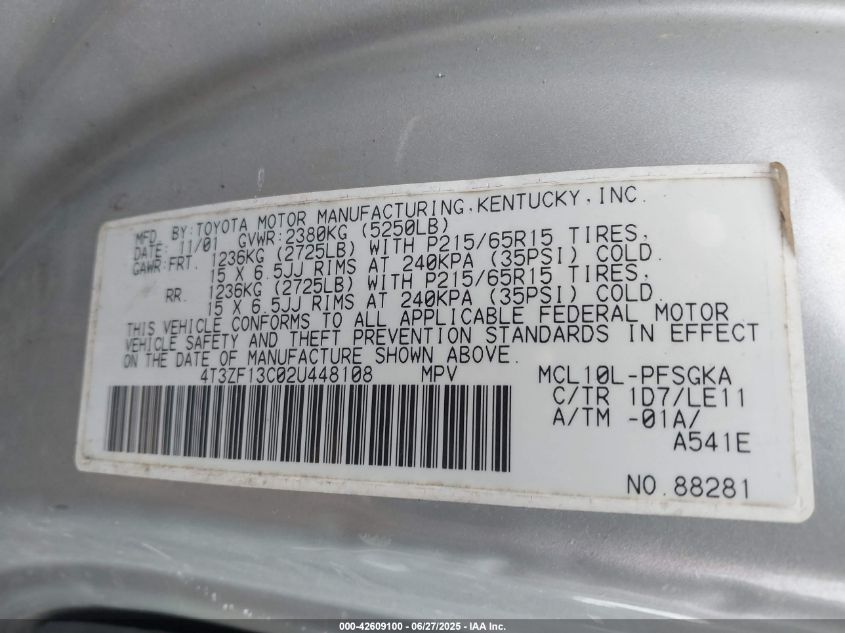 MFD. BY:TOYOTA MOTOR MANUFACTURING,KENTUCKY,INC.
DATE: 11/01 GVWR:2380KG (5250LB)
GAWR:FRT. 1236KG (2725LB) WITH P215/65R15 TIRES,
15 X 6.5JJ RIMS AT 240KPA (35PSI) COLD.
RR. 1236KG (2725LB) WITH P215/65R15 TIRES,
15 X 6.5JJ RIMS AT 240KPA (35PSI) COLD.
THIS VEHICLE CONFORMS TO ALL APPLICABLE FEDERAL MOTOR
VEHICLE SAFETY AND THEFT PREVENTION STANDARDS IN EFFECT
ON THE DATE OF MANUFACTURE SHOWN ABOVE.
4T3ZF13C02U448108 MPV MCL10L-PFSGKA
C/TR 1D7/LE11
A/TM -01A/
A541E
NO.88281
000-42609100 - 06/27/2025 - IAA Inc.